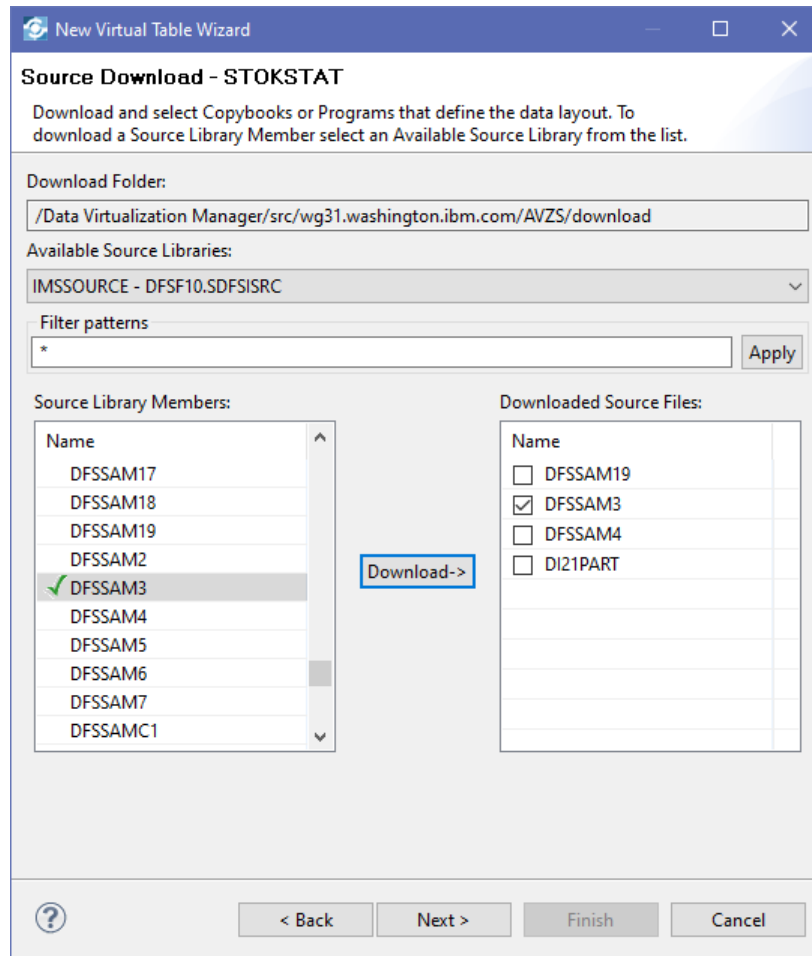 New Virtual Table Wizard
Source Download - STOKSTAT
Download and select Copybooks or Programs that define the data layout. To
download a Source Library Member select an Available Source Library from the list.
Download Folder:
/Data Virtualization Manager/src/wg31.washington.ibm.com/AVZS/download
Available Source Libraries:
IMSSOURCE - DFSF10.SDFSISRC
Filter patterns
*
Apply
Source Library Members:
Name
DFSSAM17
DFSSAM18
DFSSAM19
DFSSAM2
DFSSAM3
DFSSAM4
DFSSAM5
DFSSAM6
DFSSAM7
DFSSAMC1
Download->
Downloaded Source Files:
Name
DFSSAM19
DFSSAM3
DFSSAM4
DI21PART
?
< Back
Next >
Finish
Cancel